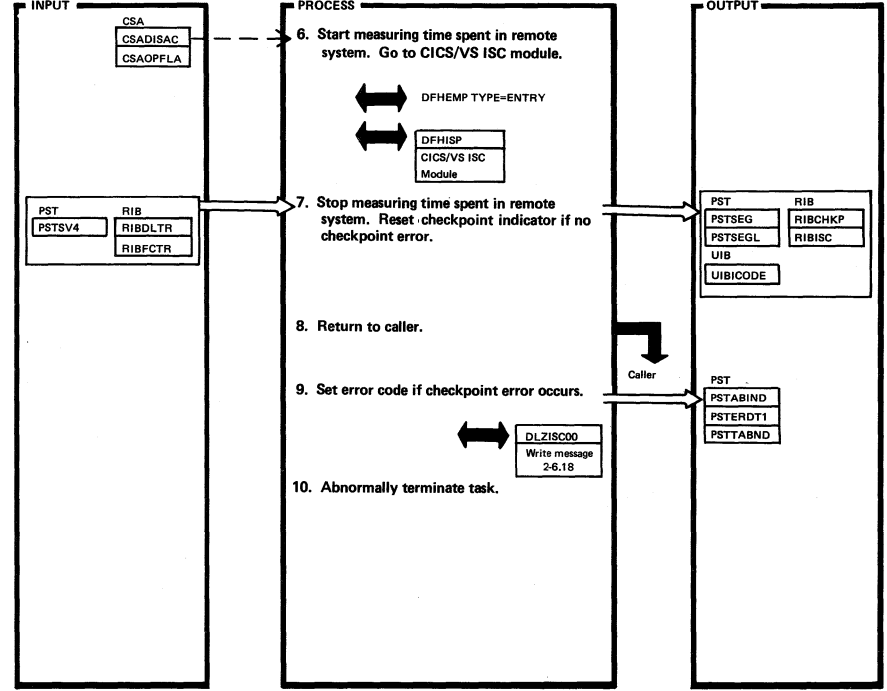 INPUT
PROCESS
OUTPUT
CSA
CSADISAC
CSAOPFLA
6. Start measuring time spent in remote
system. Go to CICS/VS ISC module.
DFHEMP TYPE=ENTRY
DFHISP
CICS/VS ISC
Module
PST
PSTSV4
RIB
RIBDLTR
RIBFCTR
7. Stop measuring time spent in remote
system. Reset checkpoint indicator if no
checkpoint error.
PST
PSTSEG
PSTSEGL
RIB
RIBCHKP
RIBISC
UIB
UIBICODE
8. Return to caller.
Caller
9. Set error code if checkpoint error occurs.
PST
PSTABIND
PSTERDT1
PSTTABND
DLZISC00
Write message
2-6.18
10. Abnormally terminate task.